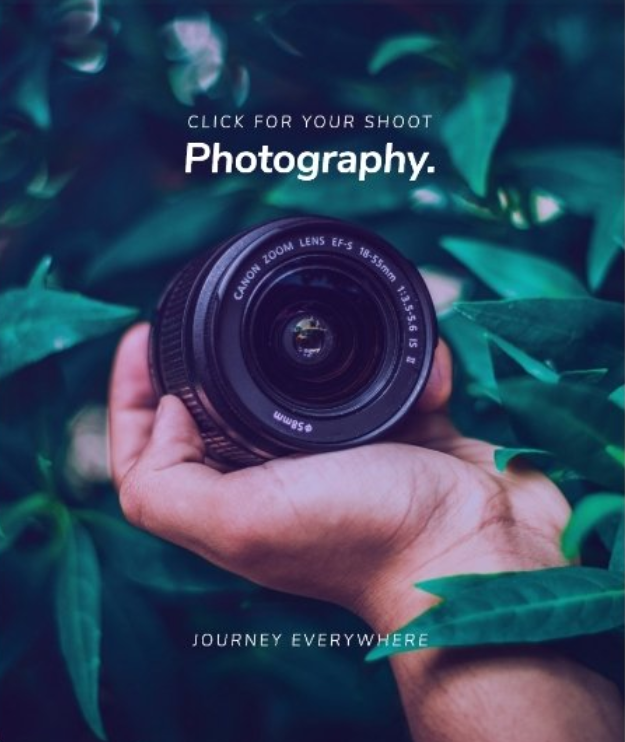 CLICK FOR YOUR SHOOT
Photography.
CANON ZOOM LENS EF-S 18-55mm 1:3.5-5.6 IS II
Φ58mm
JOURNEY EVERYWHERE